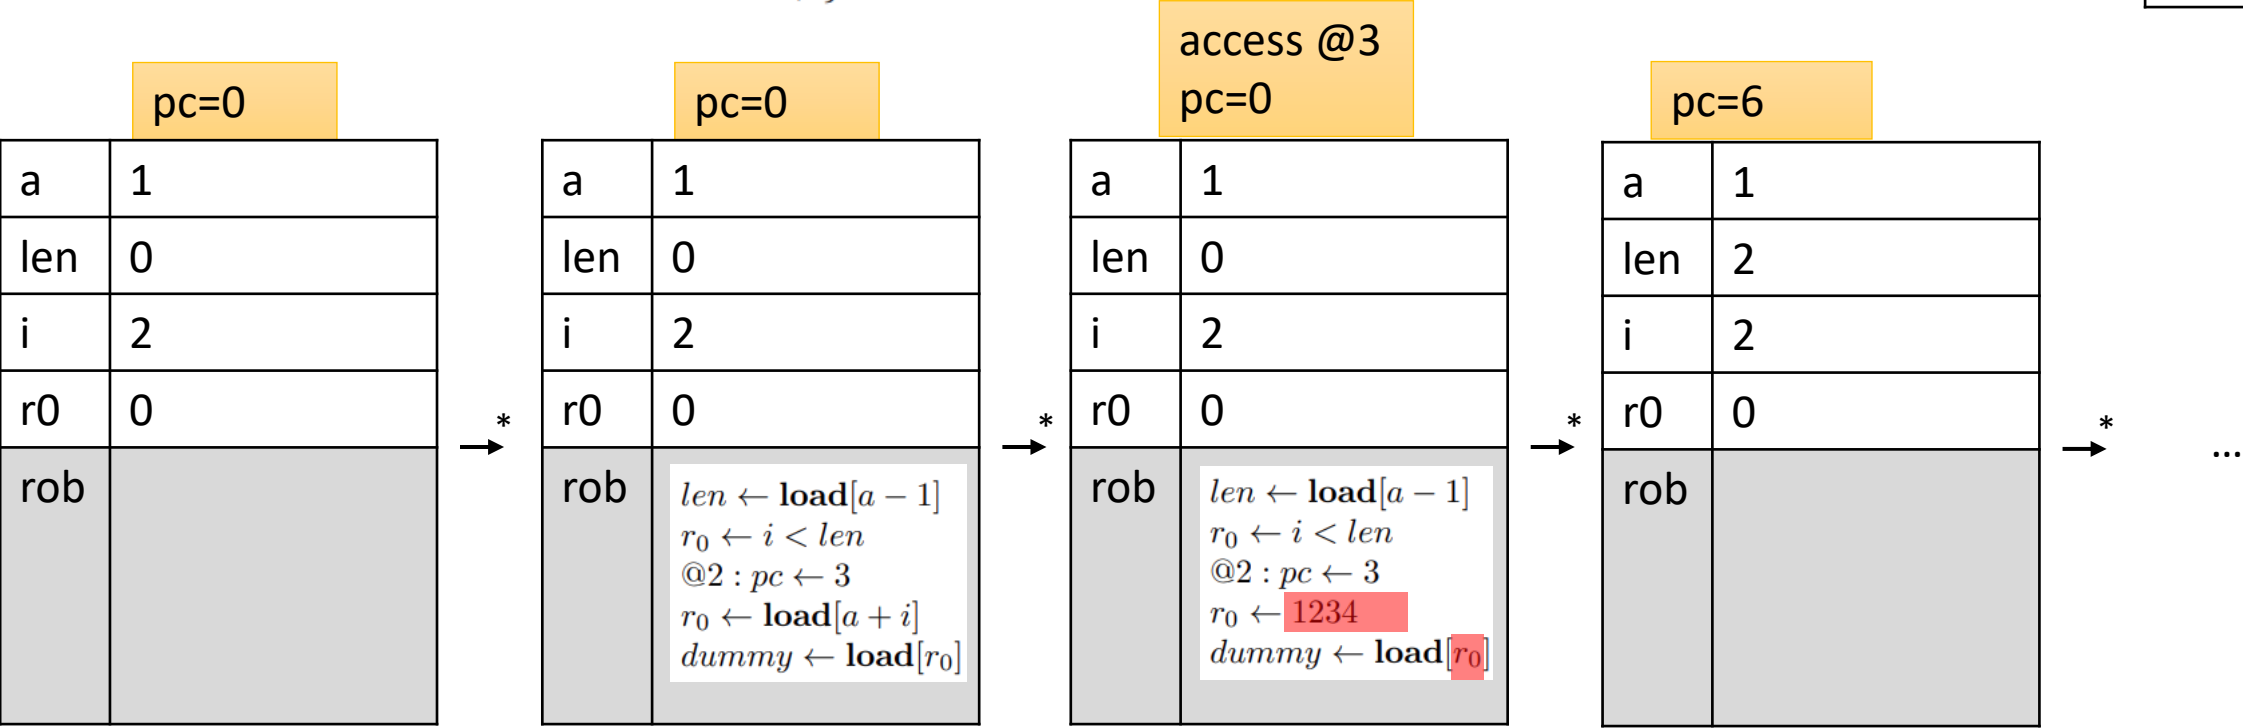 pc=0
a 1
len 0
i 2
r0 0
rob
→*
pc=0
a 1
len 0
i 2
r0 0
rob
len ← load[a − 1]
r₀ ← i < len
@2 : pc ← 3
r₀ ← load[a + i]
dummy ← load[r₀]
→*
access @3
pc=0
a 1
len 0
i 2
r0 0
rob
len ← load[a − 1]
r₀ ← i < len
@2 : pc ← 3
r₀ ← 1234
dummy ← load[r₀]
→*
pc=6
a 1
len 2
i 2
r0 0
rob
→*
...